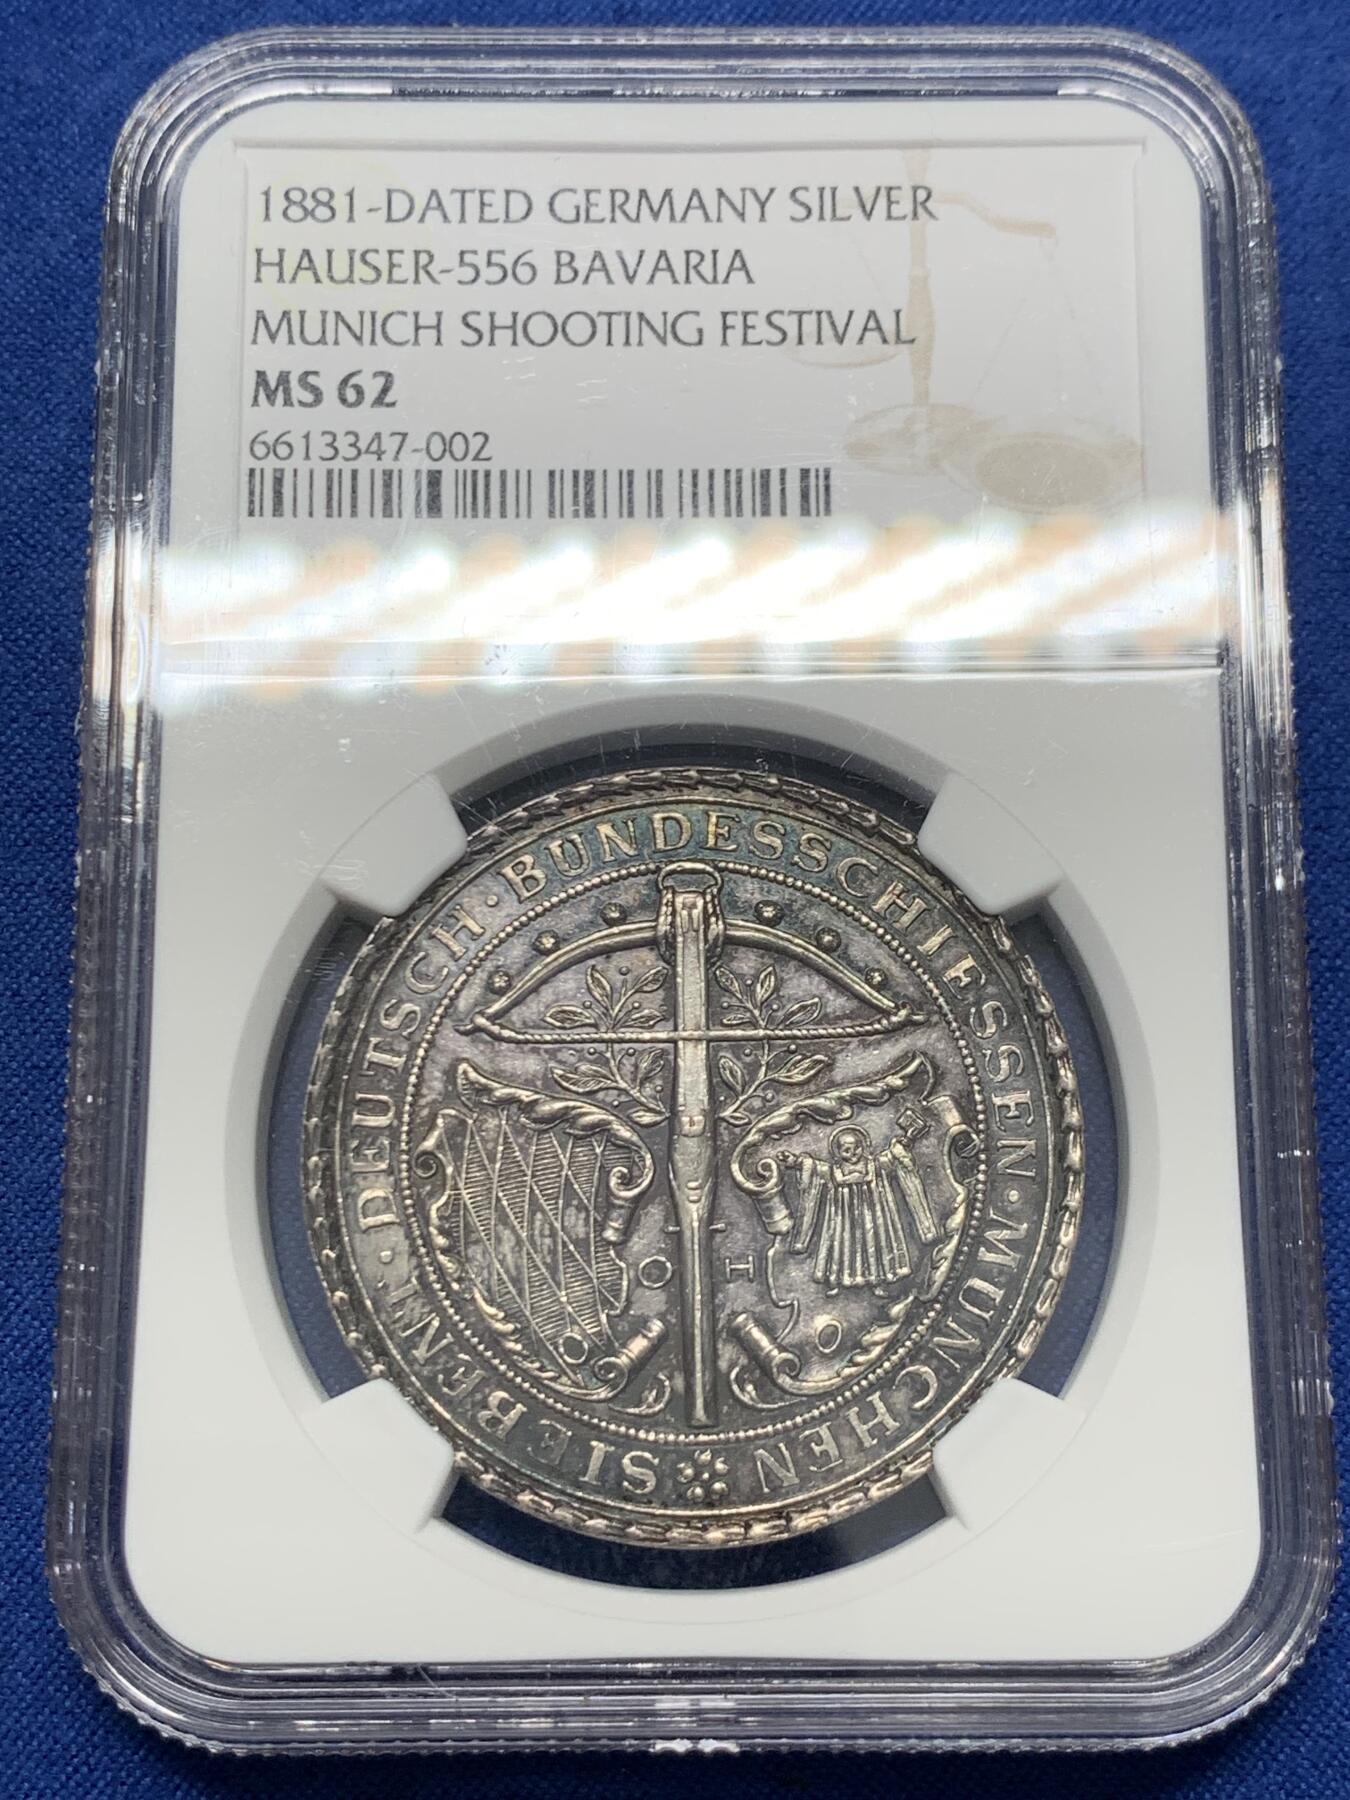 1881-DATED GERMANY SILVER
HAUSER-556 BAVARIA
MUNICH SHOOTING FESTIVAL
MS 62
6613347-002
SIEBENT · DEUTSCH · BUNDESSCHIESSEN · MUNCHEN